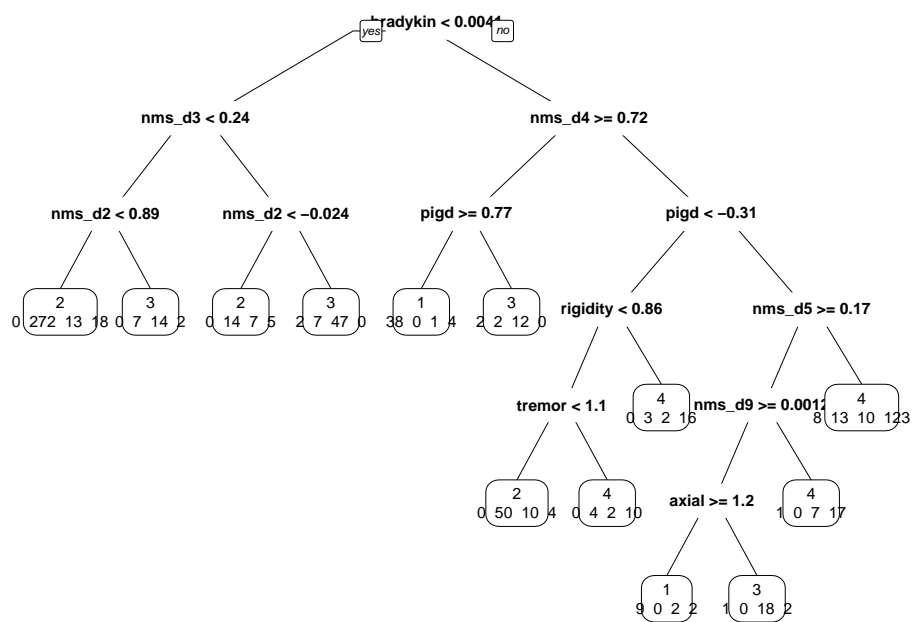 bradykin < 0.0041
yes
no
nms_d3 < 0.24
nms_d4 >= 0.72
nms_d2 < 0.89
nms_d2 < −0.024
pigd >= 0.77
pigd < −0.31
2
0 272 13 18
3
0 7 14 2
2
0 14 7 5
3
2 7 47 0
1
38 0 1 4
3
2 2 12 0
rigidity < 0.86
nms_d5 >= 0.17
tremor < 1.1
4
0 3 2 16
nms_d9 >= 0.0012
4
8 13 10 123
2
0 50 10 4
4
0 4 2 10
axial >= 1.2
4
1 0 7 17
1
9 0 2 2
3
1 0 18 2